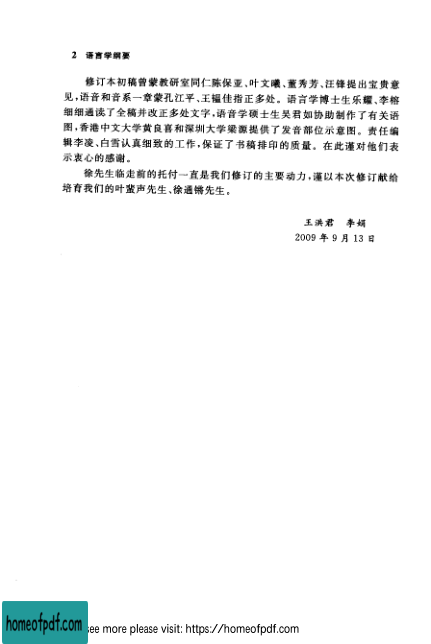 2 语言学纲要
修订本初稿曾蒙教研室同仁陈保亚、叶文曦、董秀芳、汪锋提出宝贵意
见,语音和音系一章蒙孔江平、王韫佳指正多处。语言学博士生乐耀、李榕
细细通读了全稿并改正多处文字,语音学硕士生吴君如协助制作了有关语
图,香港中文大学黄良喜和深圳大学梁源提供了发音部位示意图。责任编
辑李凌、白雪认真细致的工作,保证了书稿排印的质量。在此谨对他们表
示衷心的感谢。
徐先生临走前的托付一直是我们修订的主要动力,谨以本次修订献给
培育我们的叶蜚声先生、徐通锵先生。
王洪君 李娟
2009 年 9 月 13 日
homeofpdf.com
see more please visit: https://homeofpdf.com